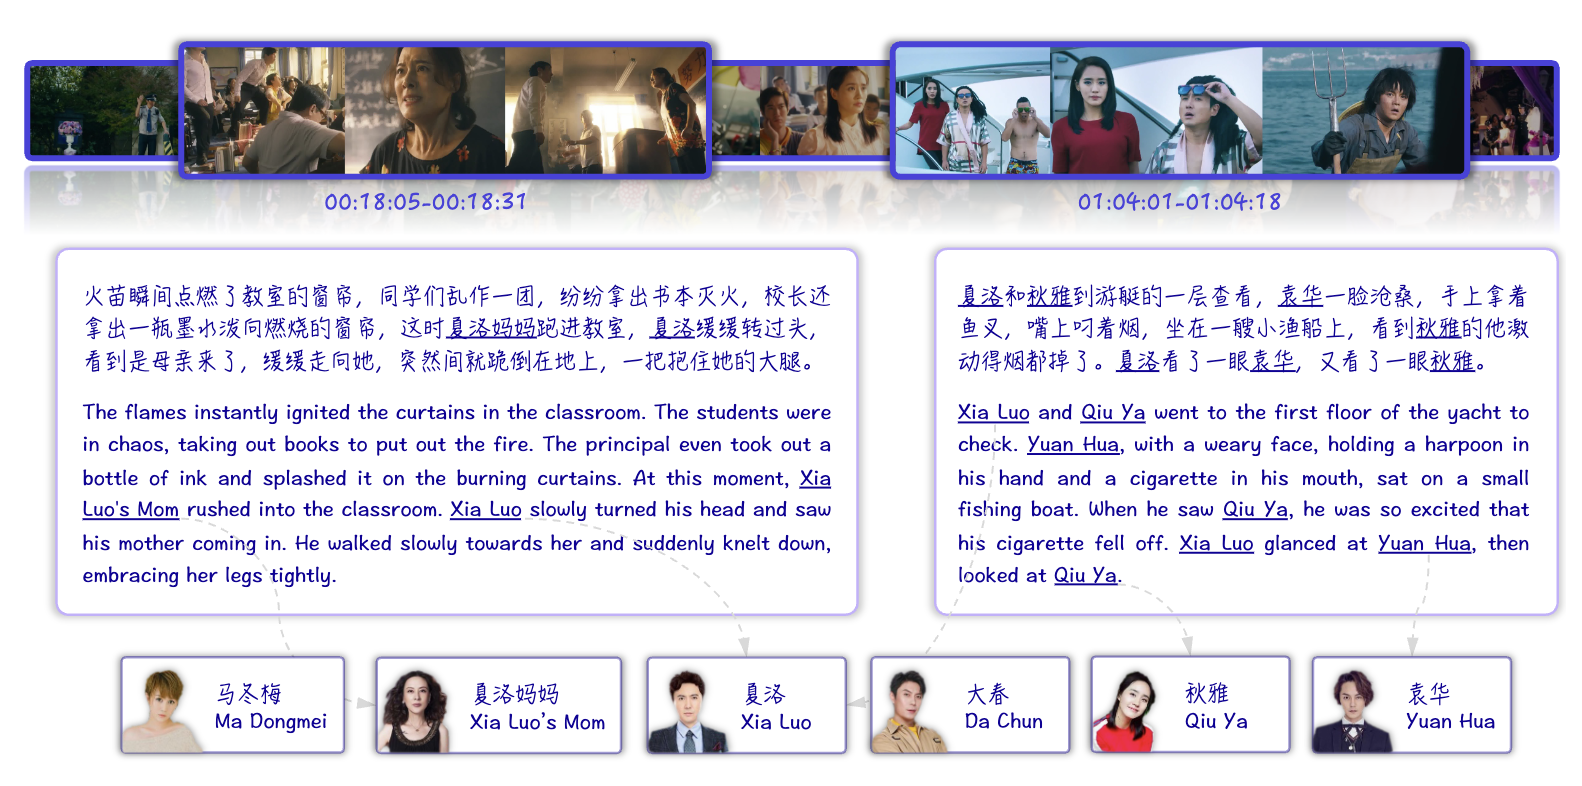 00:18:05-00:18:31
01:04:01-01:04:18
火苗瞬间点燃了教室的窗帘，同学们乱作一团，纷纷拿出书本灭火，校长还
拿出一瓶墨水泼向燃烧的窗帘，这时夏洛妈妈跑进教室，夏洛缓缓转过头，
看到是母亲来了，缓缓走向她，突然间就跪倒在地上，一把抱住她的大腿。
The flames instantly ignited the curtains in the classroom. The students were
in chaos, taking out books to put out the fire. The principal even took out a
bottle of ink and splashed it on the burning curtains. At this moment, Xia
Luo's Mom rushed into the classroom. Xia Luo slowly turned his head and saw
his mother coming in. He walked slowly towards her and suddenly knelt down,
embracing her legs tightly.
夏洛和秋雅到游艇的一层查看，袁华一脸沧桑，手上拿着
鱼叉，嘴上叼着烟，坐在一艘小渔船上，看到秋雅的他激
动得烟都掉了。夏洛看了一眼袁华，又看了一眼秋雅。
Xia Luo and Qiu Ya went to the first floor of the yacht to
check. Yuan Hua, with a weary face, holding a harpoon in
his hand and a cigarette in his mouth, sat on a small
fishing boat. When he saw Qiu Ya, he was so excited that
his cigarette fell off. Xia Luo glanced at Yuan Hua, then
looked at Qiu Ya.
马冬梅
Ma Dongmei
夏洛妈妈
Xia Luo's Mom
夏洛
Xia Luo
大春
Da Chun
秋雅
Qiu Ya
袁华
Yuan Hua